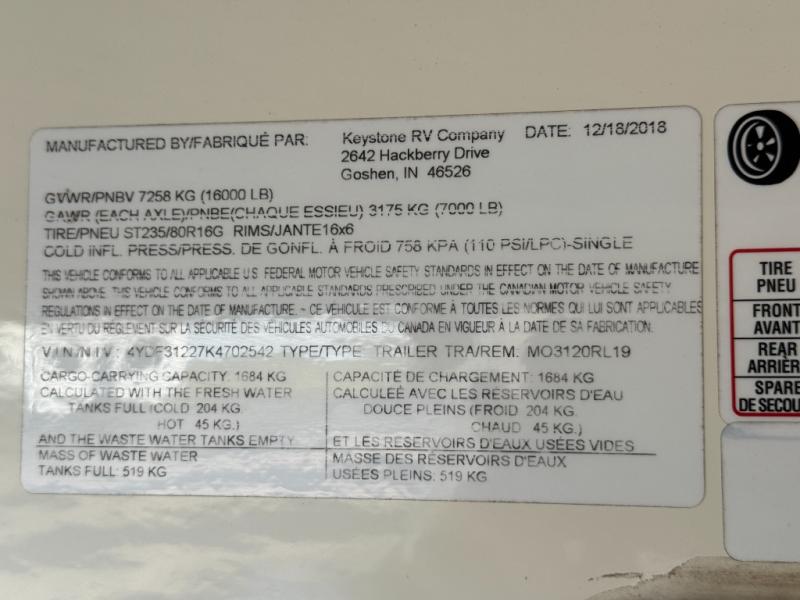 MANUFACTURED BY/FABRIQUÉ PAR: Keystone RV Company DATE: 12/18/2018
2642 Hackberry Drive
Goshen, IN 46526
GVWR/PNBV 7258 KG (16000 LB)
GAWR (EACH AXLE)/PNBE(CHAQUE ESSIEU) 3175 KG (7000 LB)
TIRE/PNEU ST235/80R16G RIMS/JANTE16x6
COLD INFL. PRESS/PRESS. DE GONFL. À FROID 758 KPA (110 PSI/LPC)-SINGLE
THIS VEHICLE CONFORMS TO ALL APPLICABLE U.S. FEDERAL MOTOR VEHICLE SAFETY STANDARDS IN EFFECT ON THE DATE OF MANUFACTURE
SHOWN ABOVE. THIS VEHICLE CONFORMS TO ALL APPLICABLE STANDARDS PRESCRIBED UNDER THE CANADIAN MOTOR VEHICLE SAFETY
REGULATIONS IN EFFECT ON THE DATE OF MANUFACTURE. - CE VÉHICULE EST CONFORME À TOUTES LES NORMES QUI LUI SONT APPLICABLES
EN VERTU DU RÈGLEMENT SUR LA SÉCURITÉ DES VÉHICULES AUTOMOBILES DU CANADA EN VIGUEUR À LA DATE DE SA FABRICATION.
V.I.N/N.I.V.: 4YDF31227K4702542 TYPE/TYPE TRAILER TRA/REM. MO3120RL19
CARGO-CARRYING CAPACITY: 1684 KG
CALCULATED WITH THE FRESH WATER
TANKS FULL (COLD 204 KG.
HOT 45 KG.)
AND THE WASTE WATER TANKS EMPTY
MASS OF WASTE WATER
TANKS FULL: 519 KG
CAPACITÉ DE CHARGEMENT: 1684 KG
CALCULEÉ AVEC LES RÉSERVOIRS D'EAU
DOUCE PLEINS (FROID 204 KG.
CHAUD 45 KG.)
ET LES RÉSERVOIRS D'EAUX USÉES VIDES
MASSE DES RÉSERVOIRS D'EAUX
USÉES PLEINS: 519 KG
TIRE
PNEU
FRONT
AVANT
REAR
ARRIÈRE
SPARE
DE SECOU